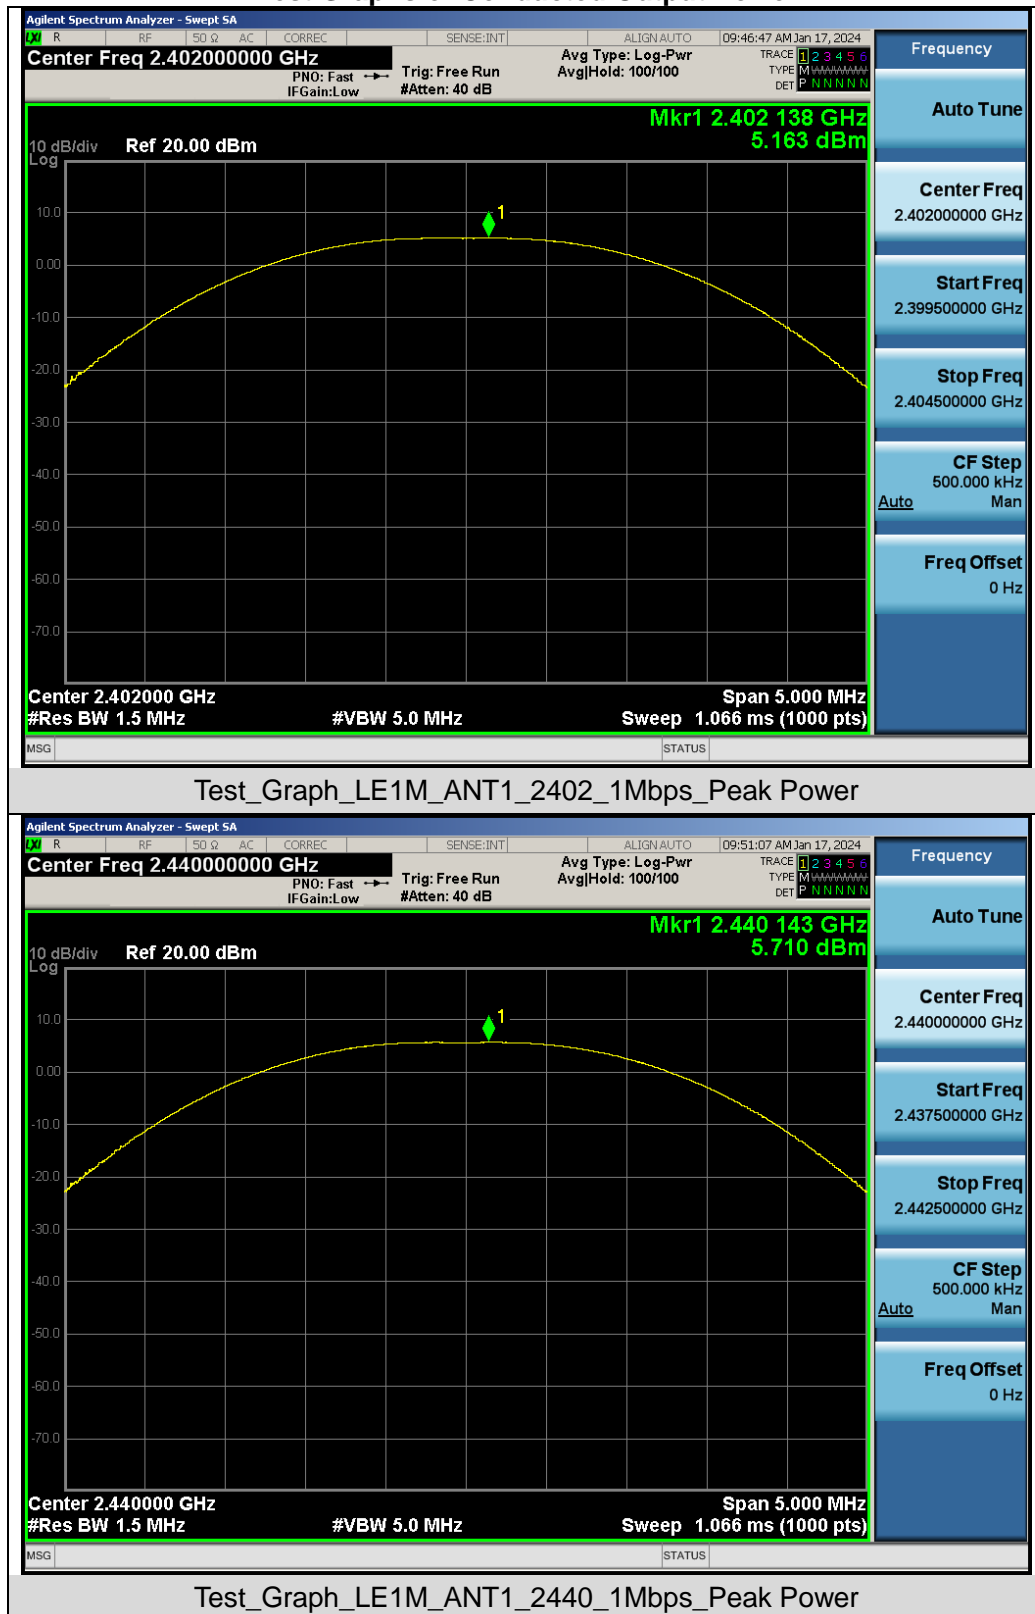 Agilent Spectrum Analyzer - Swept SA
LXI R RF 50 Ω AC CORREC SENSE:INT ALIGN AUTO 09:46:47 AM Jan 17, 2024
Center Freq 2.402000000 GHz
PNO: Fast
IFGain:Low
Trig: Free Run
#Atten: 40 dB
Avg Type: Log-Pwr
Avg|Hold: 100/100
TRACE 1 2 3 4 5 6
TYPE M
DET P N N N N N
Mkr1 2.402 138 GHz
5.163 dBm
10 dB/div Ref 20.00 dBm
Log
10.0
1
0.00
-10.0
-20.0
-30.0
-40.0
-50.0
-60.0
-70.0
Center 2.402000 GHz Span 5.000 MHz
#Res BW 1.5 MHz #VBW 5.0 MHz Sweep 1.066 ms (1000 pts)
MSG STATUS
Frequency
Auto Tune
Center Freq
2.402000000 GHz
Start Freq
2.399500000 GHz
Stop Freq
2.404500000 GHz
CF Step
500.000 kHz
Auto Man
Freq Offset
0 Hz
Test_Graph_LE1M_ANT1_2402_1Mbps_Peak Power
Agilent Spectrum Analyzer - Swept SA
LXI R RF 50 Ω AC CORREC SENSE:INT ALIGN AUTO 09:51:07 AM Jan 17, 2024
Center Freq 2.440000000 GHz
PNO: Fast
IFGain:Low
Trig: Free Run
#Atten: 40 dB
Avg Type: Log-Pwr
Avg|Hold: 100/100
TRACE 1 2 3 4 5 6
TYPE M
DET P N N N N N
Mkr1 2.440 143 GHz
5.710 dBm
10 dB/div Ref 20.00 dBm
Log
10.0
1
0.00
-10.0
-20.0
-30.0
-40.0
-50.0
-60.0
-70.0
Center 2.440000 GHz Span 5.000 MHz
#Res BW 1.5 MHz #VBW 5.0 MHz Sweep 1.066 ms (1000 pts)
MSG STATUS
Frequency
Auto Tune
Center Freq
2.440000000 GHz
Start Freq
2.437500000 GHz
Stop Freq
2.442500000 GHz
CF Step
500.000 kHz
Auto Man
Freq Offset
0 Hz
Test_Graph_LE1M_ANT1_2440_1Mbps_Peak Power